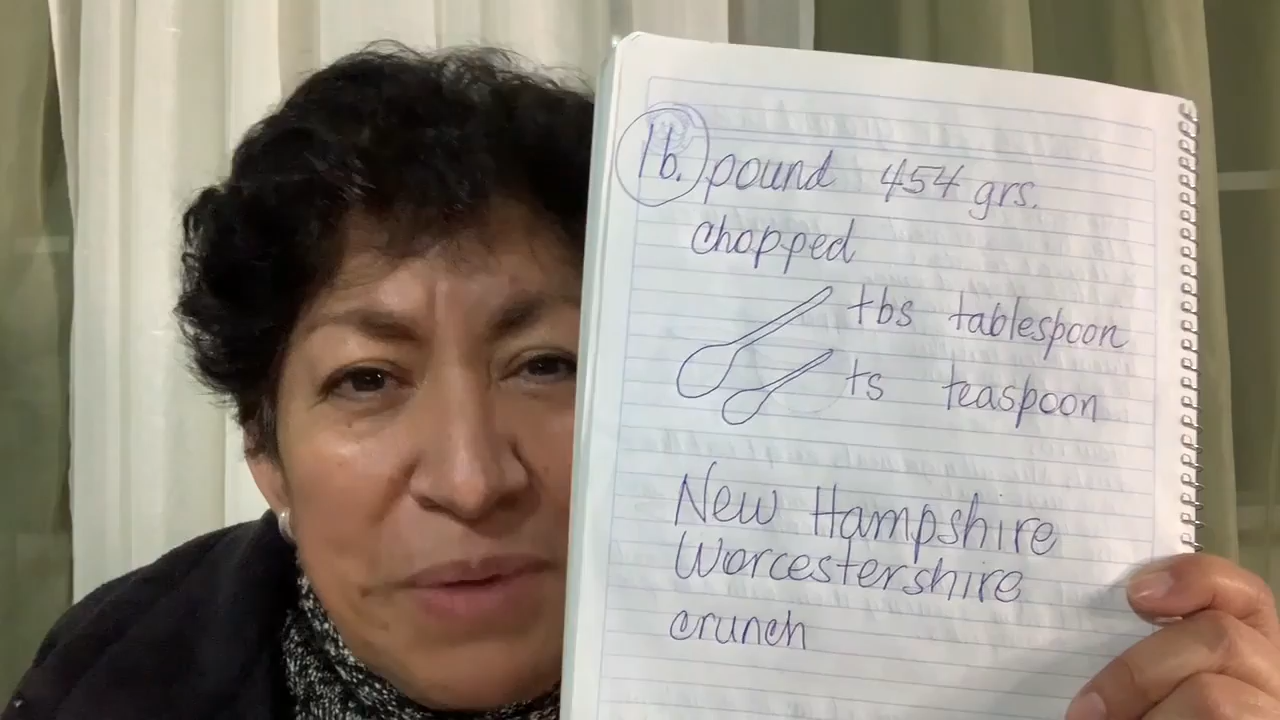 lb. pound 454 grs.
chopped
tbs tablespoon
ts teaspoon
New Hampshire
Worcestershire
crunch